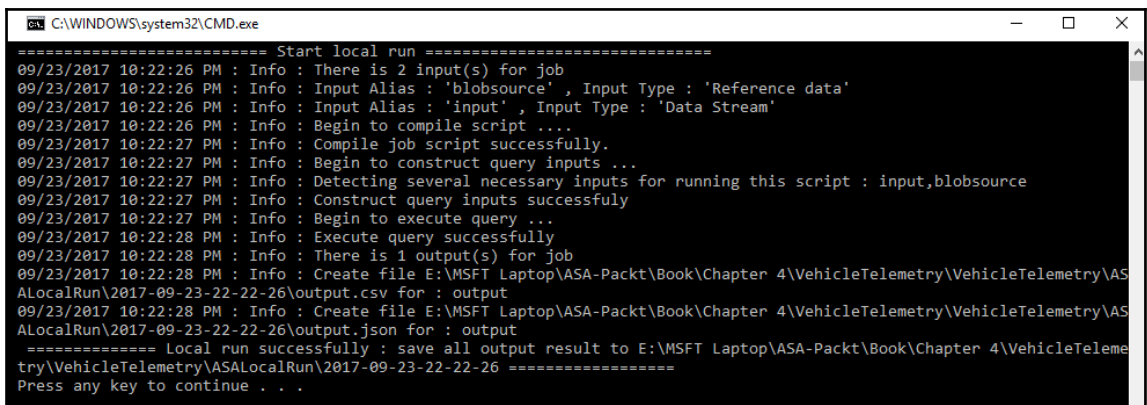 C:\WINDOWS\system32\CMD.exe
=========================== Start local run ===============================
09/23/2017 10:22:26 PM : Info : There is 2 input(s) for job
09/23/2017 10:22:26 PM : Info : Input Alias : 'blobsource' , Input Type : 'Reference data'
09/23/2017 10:22:26 PM : Info : Input Alias : 'input' , Input Type : 'Data Stream'
09/23/2017 10:22:26 PM : Info : Begin to compile script ....
09/23/2017 10:22:27 PM : Info : Compile job script successfully.
09/23/2017 10:22:27 PM : Info : Begin to construct query inputs ...
09/23/2017 10:22:27 PM : Info : Detecting several necessary inputs for running this script : input,blobsource
09/23/2017 10:22:27 PM : Info : Construct query inputs successfuly
09/23/2017 10:22:27 PM : Info : Begin to execute query ...
09/23/2017 10:22:28 PM : Info : Execute query successfully
09/23/2017 10:22:28 PM : Info : There is 1 output(s) for job
09/23/2017 10:22:28 PM : Info : Create file E:\MSFT Laptop\ASA-Packt\Book\Chapter 4\VehicleTelemetry\VehicleTelemetry\AS
ALocalRun\2017-09-23-22-22-26\output.csv for : output
09/23/2017 10:22:28 PM : Info : Create file E:\MSFT Laptop\ASA-Packt\Book\Chapter 4\VehicleTelemetry\VehicleTelemetry\AS
ALocalRun\2017-09-23-22-22-26\output.json for : output
============== Local run successfully : save all output result to E:\MSFT Laptop\ASA-Packt\Book\Chapter 4\VehicleTeleme
try\VehicleTelemetry\ASALocalRun\2017-09-23-22-22-26 ==================
Press any key to continue . . .